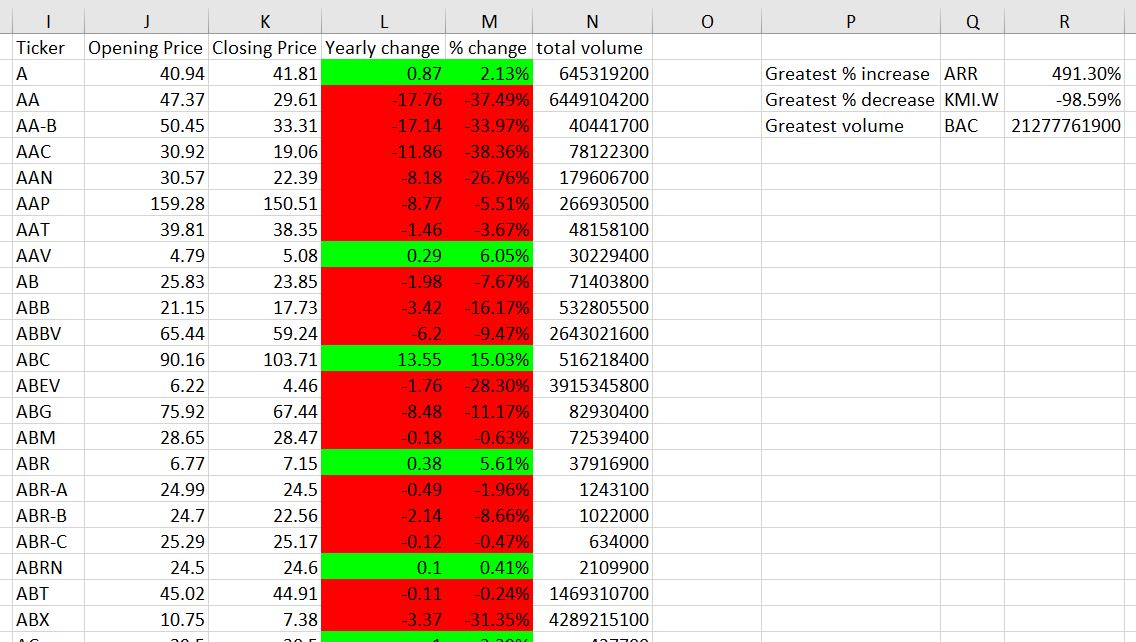 I J K L M N O P Q R
Ticker Opening Price Closing Price Yearly change % change total volume
A 40.94 41.81 0.87 2.13% 645319200 Greatest % increase ARR 491.30%
AA 47.37 29.61 -17.76 -37.49% 6449104200 Greatest % decrease KMI.W -98.59%
AA-B 50.45 33.31 -17.14 -33.97% 40441700 Greatest volume BAC 21277761900
AAC 30.92 19.06 -11.86 -38.36% 78122300
AAN 30.57 22.39 -8.18 -26.76% 179606700
AAP 159.28 150.51 -8.77 -5.51% 266930500
AAT 39.81 38.35 -1.46 -3.67% 48158100
AAV 4.79 5.08 0.29 6.05% 30229400
AB 25.83 23.85 -1.98 -7.67% 71403800
ABB 21.15 17.73 -3.42 -16.17% 532805500
ABBV 65.44 59.24 -6.2 -9.47% 2643021600
ABC 90.16 103.71 13.55 15.03% 516218400
ABEV 6.22 4.46 -1.76 -28.30% 3915345800
ABG 75.92 67.44 -8.48 -11.17% 82930400
ABM 28.65 28.47 -0.18 -0.63% 72539400
ABR 6.77 7.15 0.38 5.61% 37916900
ABR-A 24.99 24.5 -0.49 -1.96% 1243100
ABR-B 24.7 22.56 -2.14 -8.66% 1022000
ABR-C 25.29 25.17 -0.12 -0.47% 634000
ABRN 24.5 24.6 0.1 0.41% 2109900
ABT 45.02 44.91 -0.11 -0.24% 1469310700
ABX 10.75 7.38 -3.37 -31.35% 4289215100